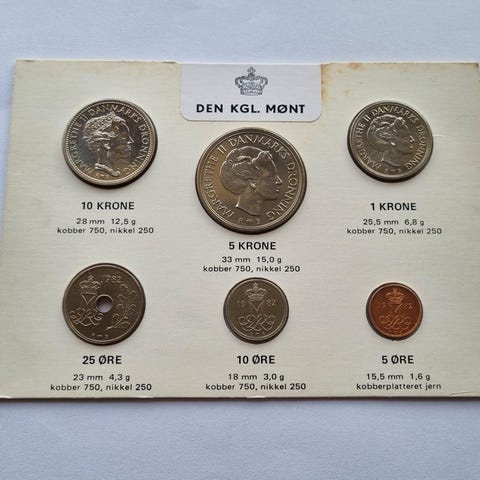 DEN KGL. MØNT
MARGRETHE II DANMARKS DRONNING
MARGRETHE II DANMARKS DRONNING
MARGRETHE II DANMARKS DRONNING
10 KRONE
28 mm 12,5 g
kobber 750, nikkel 250
5 KRONE
33 mm 15,0 g
kobber 750, nikkel 250
1 KRONE
25,5 mm 6,8 g
kobber 750, nikkel 250
1982
19 82
19 82
25 ØRE
23 mm 4,3 g
kobber 750, nikkel 250
10 ØRE
18 mm 3,0 g
kobber 750, nikkel 250
5 ØRE
15,5 mm 1,6 g
kobberplatteret jern